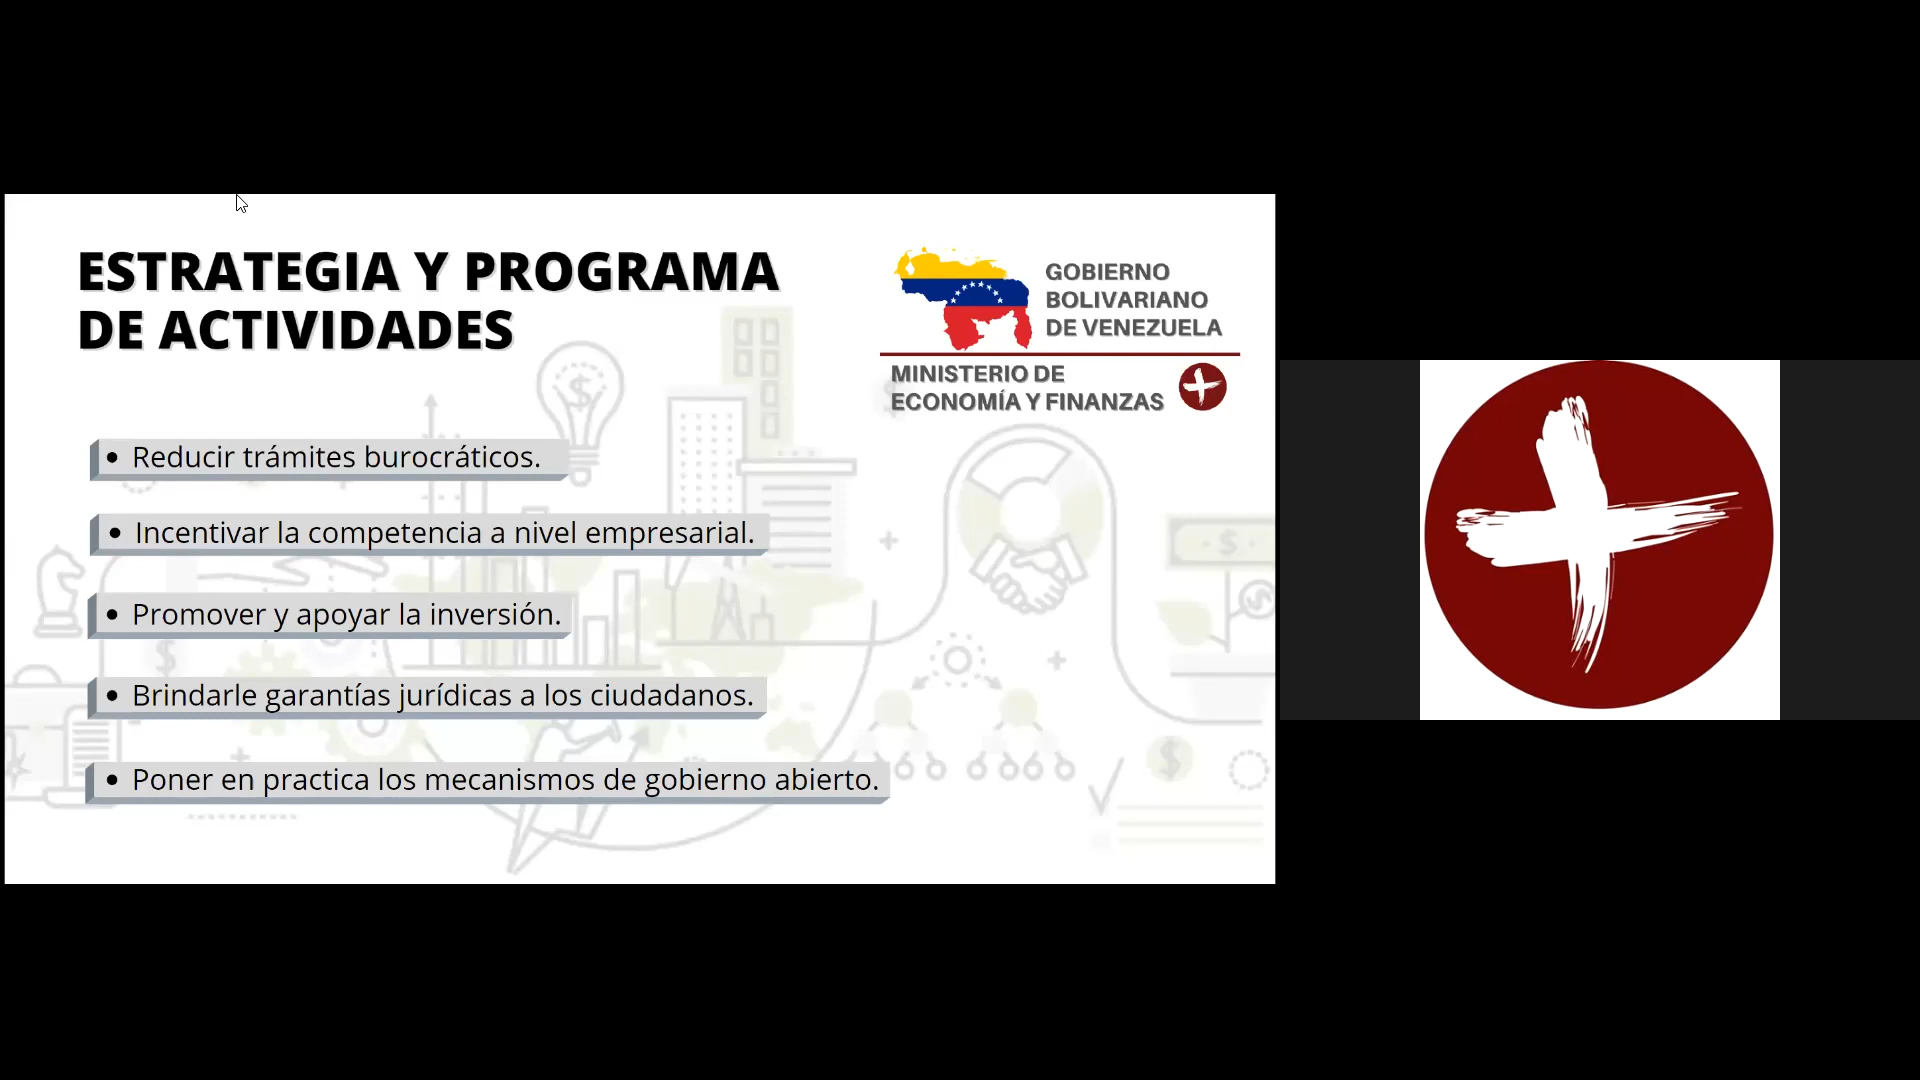 ESTRATEGIA Y PROGRAMA
DE ACTIVIDADES
GOBIERNO
BOLIVARIANO
DE VENEZUELA
MINISTERIO DE
ECONOMÍA Y FINANZAS
• Reducir trámites burocráticos.
• Incentivar la competencia a nivel empresarial.
• Promover y apoyar la inversión.
• Brindarle garantías jurídicas a los ciudadanos.
• Poner en practica los mecanismos de gobierno abierto.